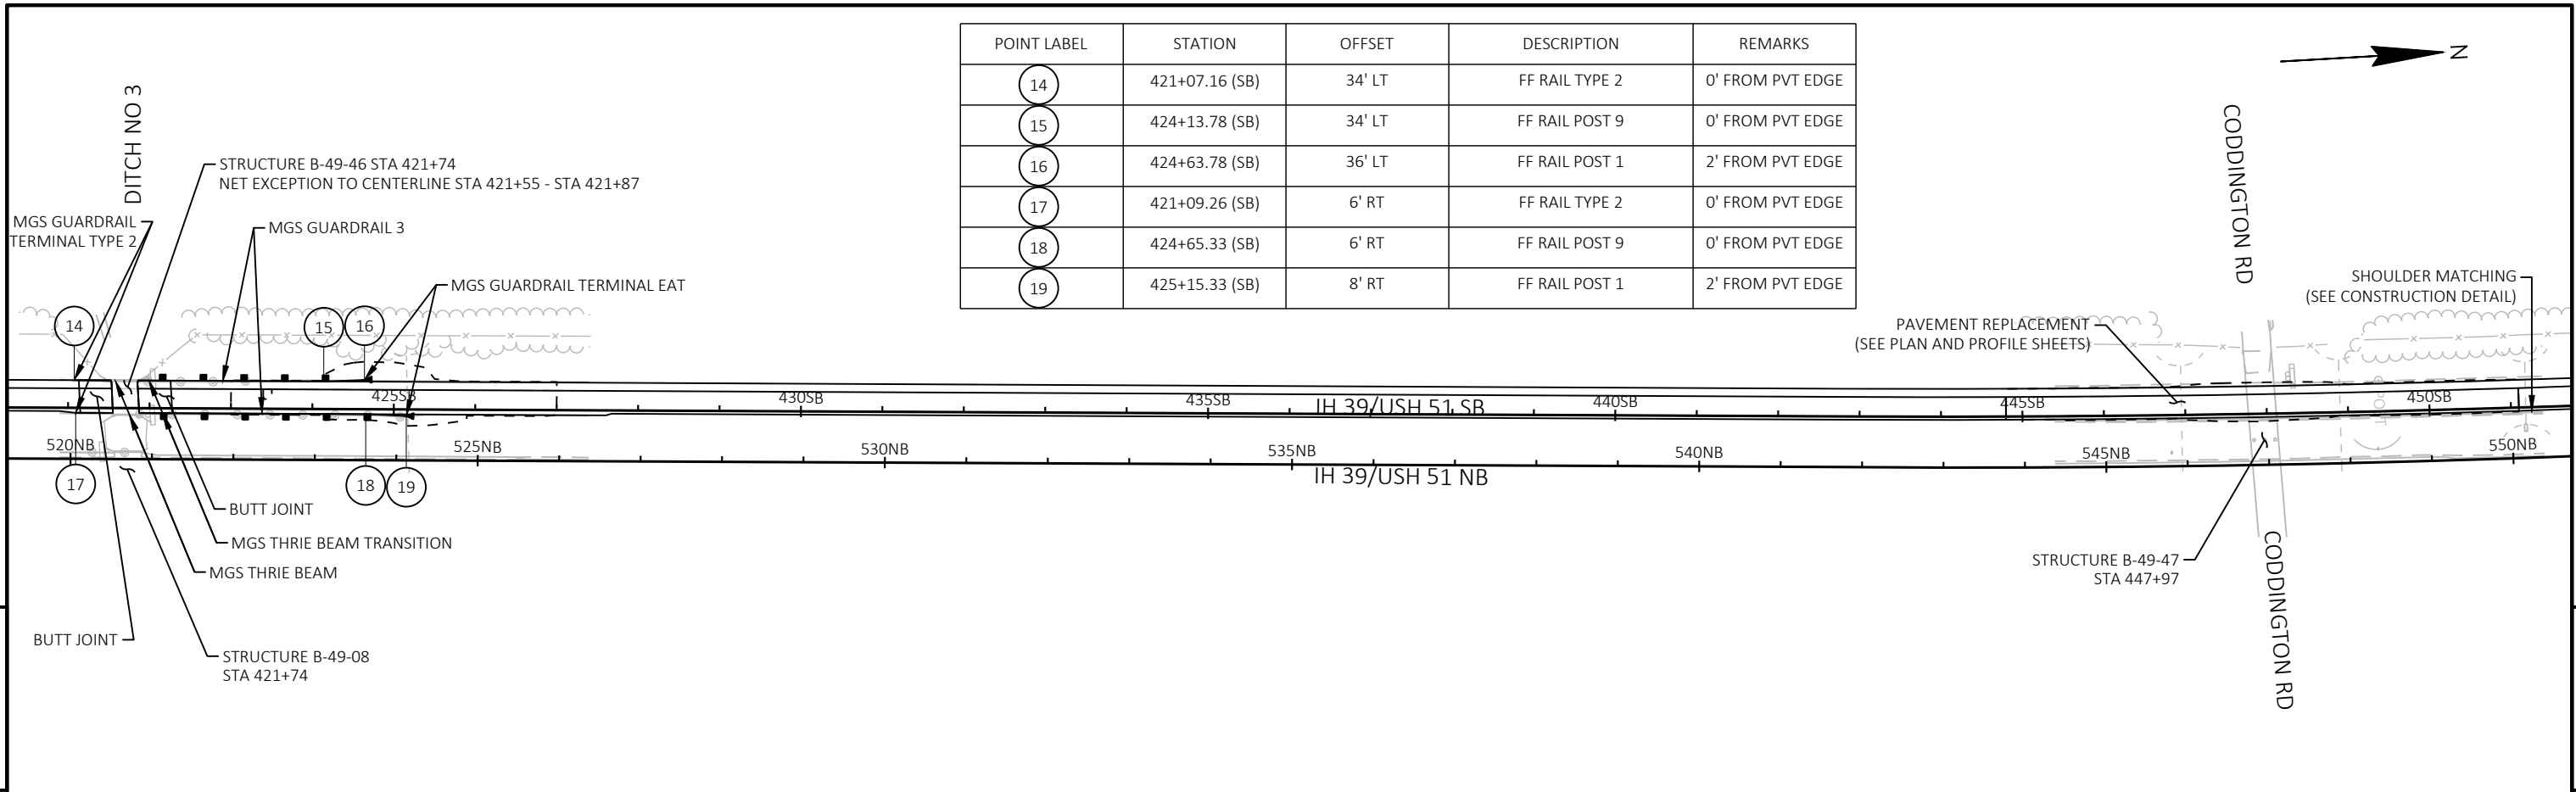 POINT LABEL STATION OFFSET DESCRIPTION REMARKS
14 421+07.16 (SB) 34' LT FF RAIL TYPE 2 0' FROM PVT EDGE
15 424+13.78 (SB) 34' LT FF RAIL POST 9 0' FROM PVT EDGE
16 424+63.78 (SB) 36' LT FF RAIL POST 1 2' FROM PVT EDGE
17 421+09.26 (SB) 6' RT FF RAIL TYPE 2 0' FROM PVT EDGE
18 424+65.33 (SB) 6' RT FF RAIL POST 9 0' FROM PVT EDGE
19 425+15.33 (SB) 8' RT FF RAIL POST 1 2' FROM PVT EDGE
N
DITCH NO 3
STRUCTURE B-49-46 STA 421+74
NET EXCEPTION TO CENTERLINE STA 421+55 - STA 421+87
MGS GUARDRAIL
TERMINAL TYPE 2
MGS GUARDRAIL 3
MGS GUARDRAIL TERMINAL EAT
CODDINGTON RD
SHOULDER MATCHING
(SEE CONSTRUCTION DETAIL)
PAVEMENT REPLACEMENT
(SEE PLAN AND PROFILE SHEETS)
14
15
16
425SB
430SB
435SB
IH 39/USH 51 SB
440SB
445SB
450SB
520NB
525NB
530NB
535NB
540NB
545NB
550NB
IH 39/USH 51 NB
17
18
19
BUTT JOINT
MGS THRIE BEAM TRANSITION
MGS THRIE BEAM
BUTT JOINT
STRUCTURE B-49-08
STA 421+74
STRUCTURE B-49-47
STA 447+97
CODDINGTON RD